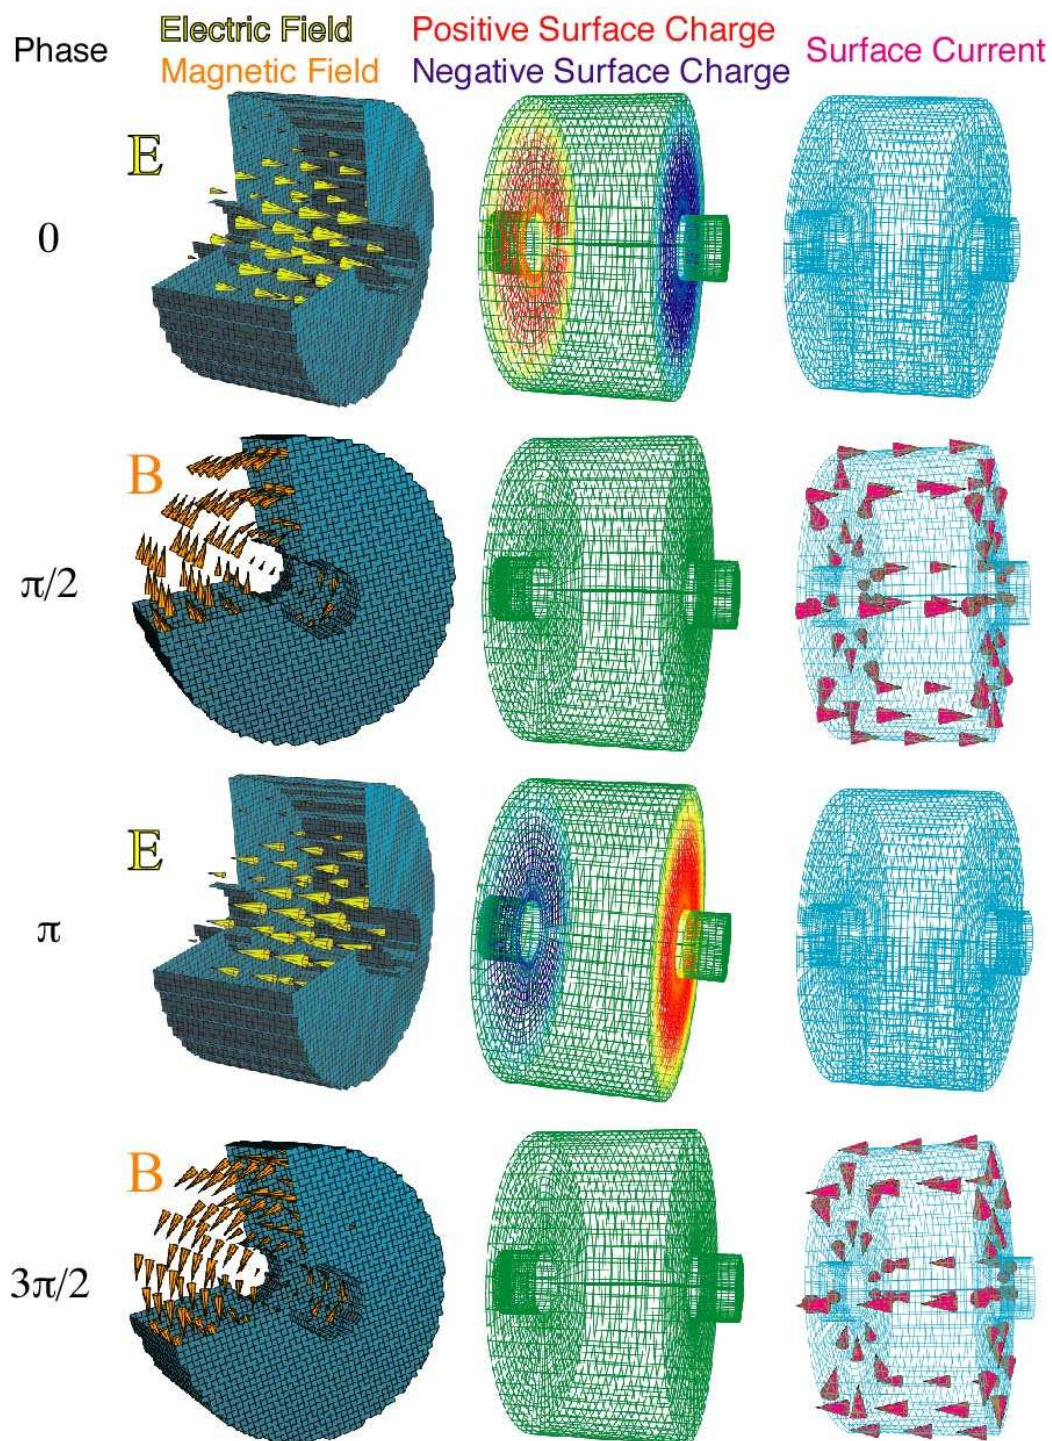 Phase
Electric Field
Magnetic Field
Positive Surface Charge
Negative Surface Charge
Surface Current
E
0
B
π/2
E
π
B
3π/2